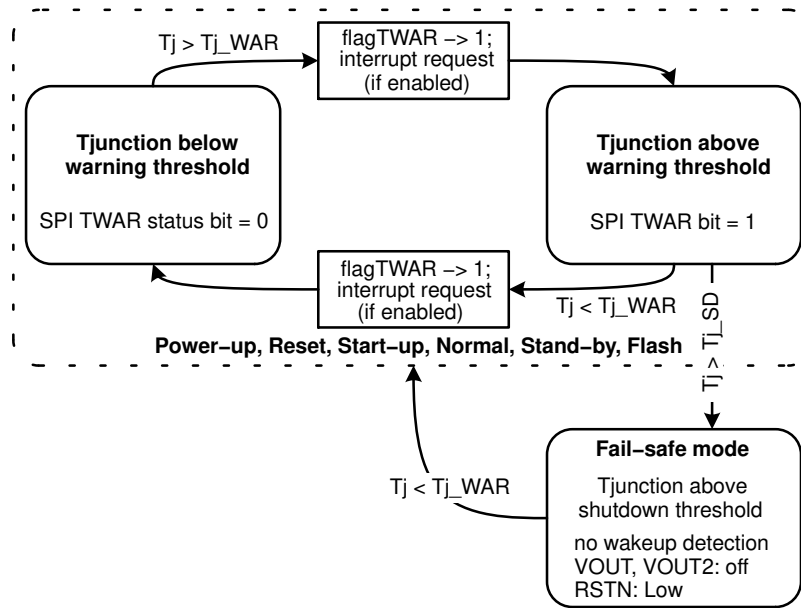 Tj > Tj_WAR
flagTWAR −> 1;
interrupt request
(if enabled)
Tjunction below
warning threshold
SPI TWAR status bit = 0
Tjunction above
warning threshold
SPI TWAR bit = 1
flagTWAR −> 1;
interrupt request
(if enabled)
Tj < Tj_WAR
Tj > Tj_SD
Power−up, Reset, Start−up, Normal, Stand−by, Flash
Tj < Tj_WAR
Fail−safe mode
Tjunction above
shutdown threshold
no wakeup detection
VOUT, VOUT2: off
RSTN: Low